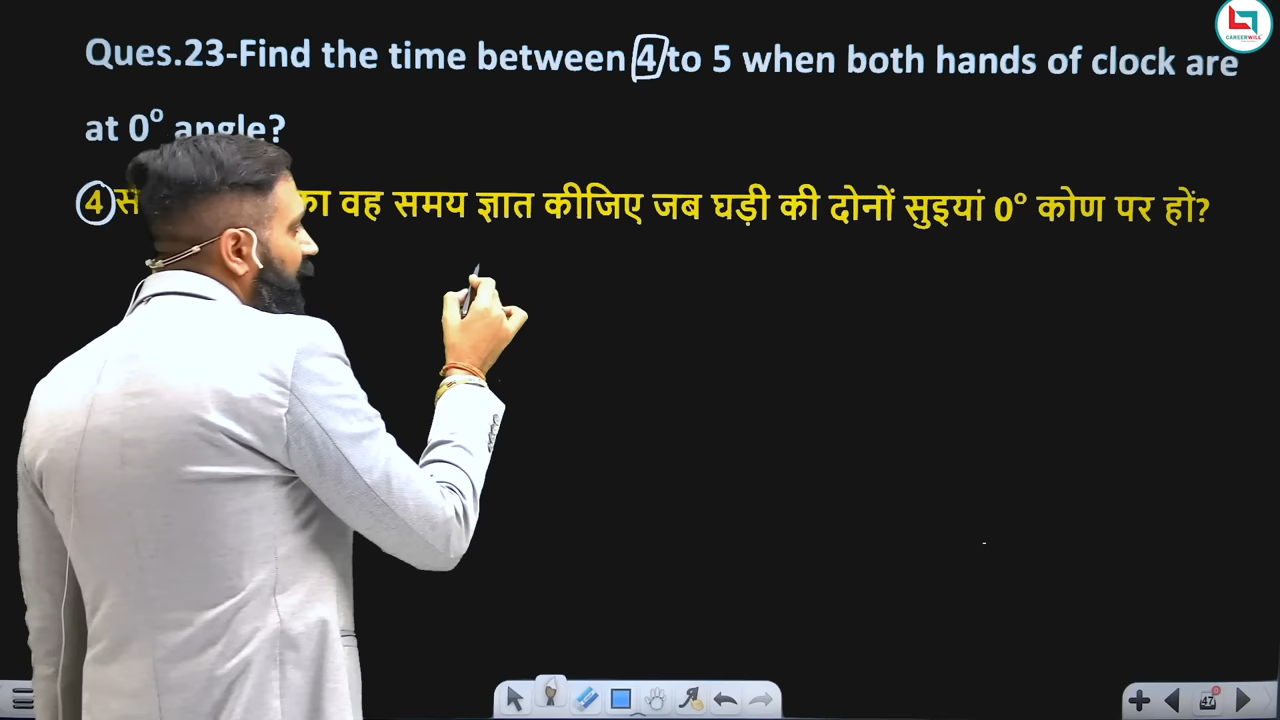 CAREERWILL
Ques.23-Find the time between 4 to 5 when both hands of clock are
at 0° angle?
4 का वह समय ज्ञात कीजिए जब घड़ी की दोनों सुइयां 0° कोण पर हों?
47